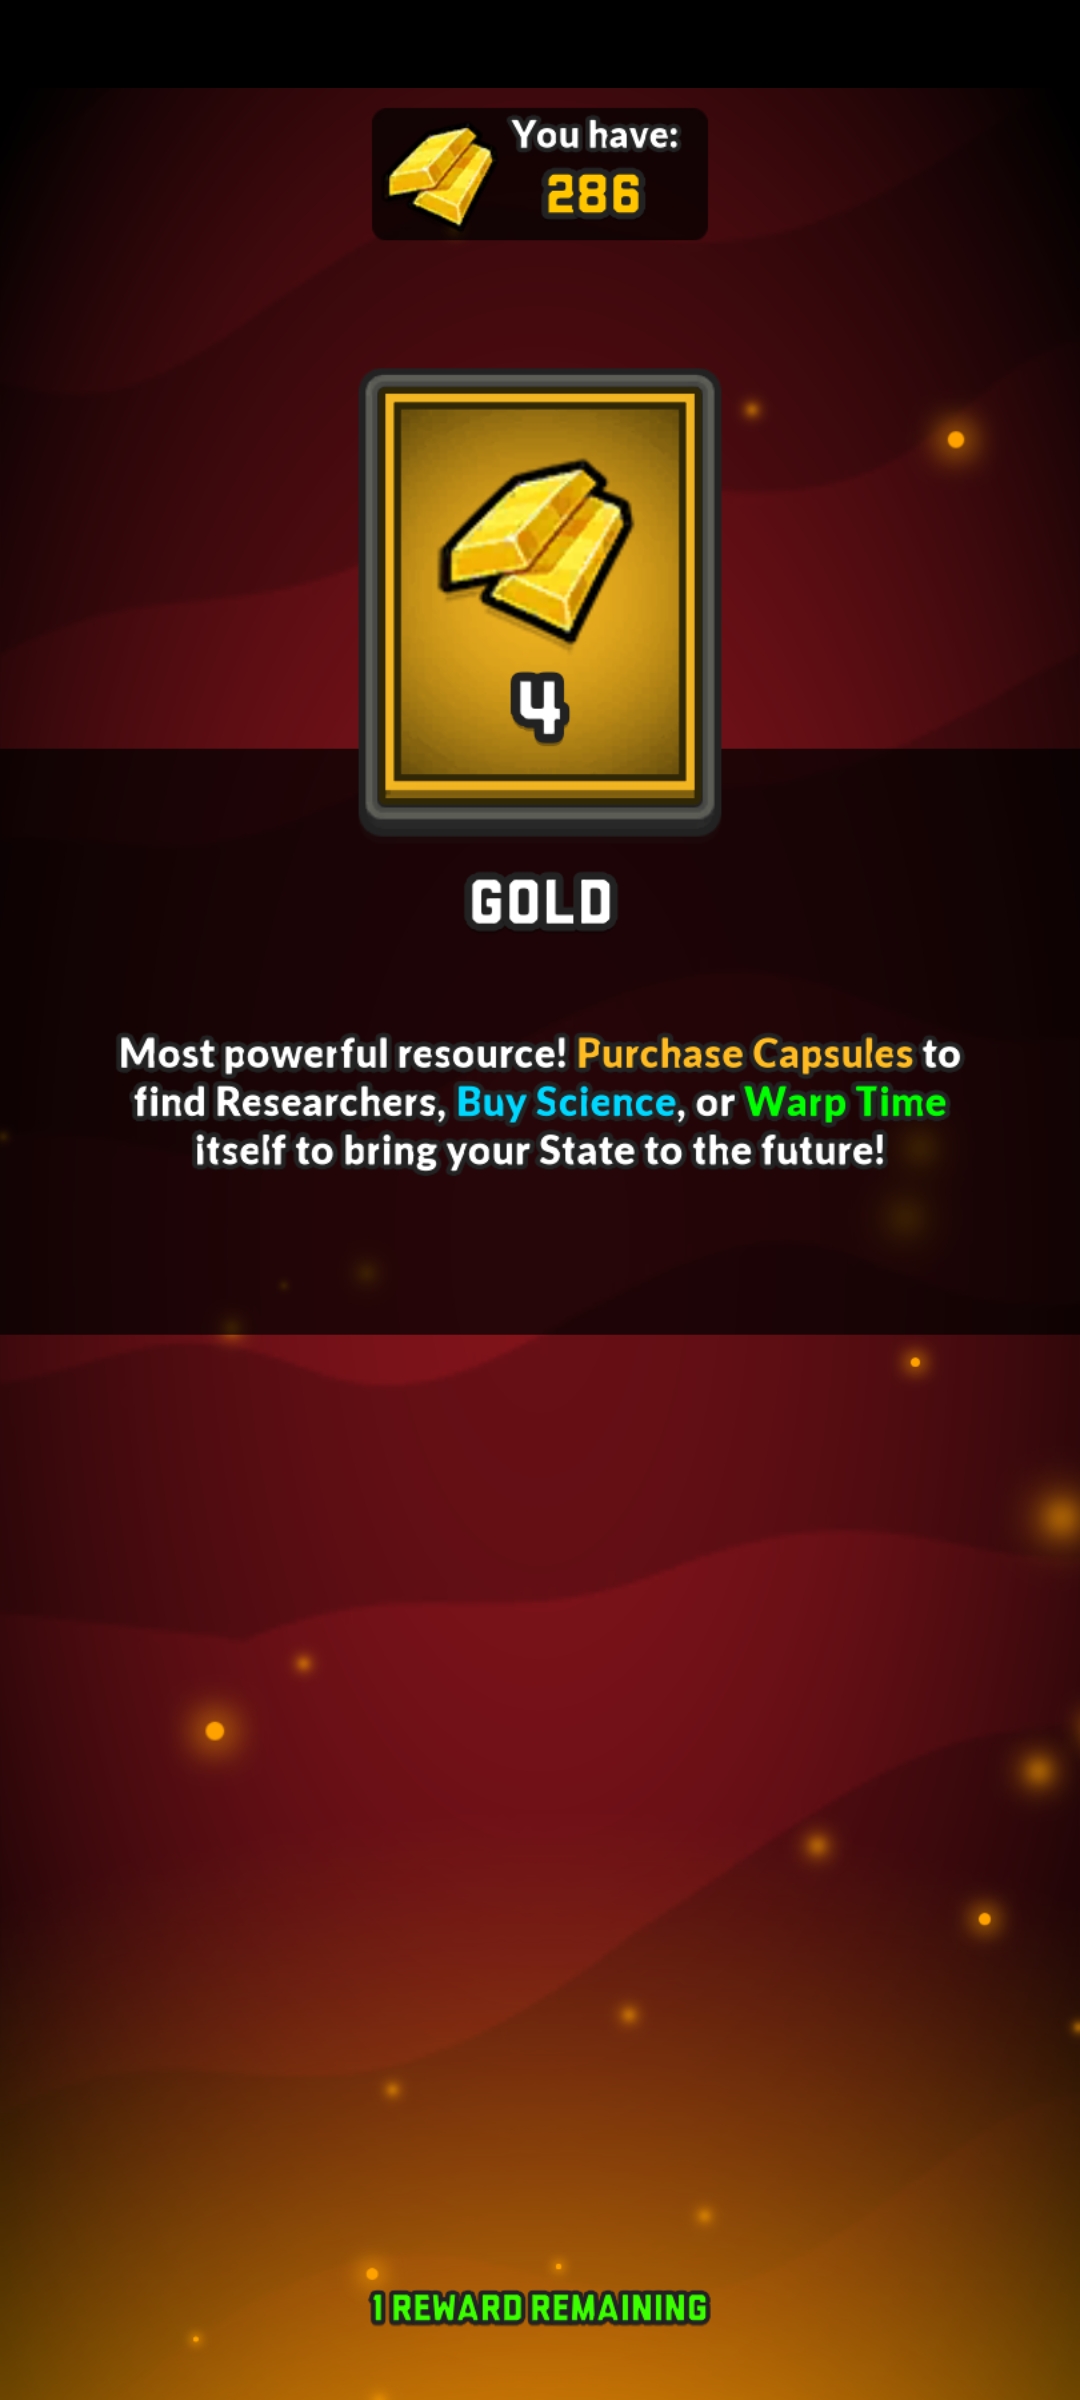 You have:
286
4
GOLD
Most powerful resource! Purchase Capsules to
find Researchers, Buy Science, or Warp Time
itself to bring your State to the future!
1 REWARD REMAINING